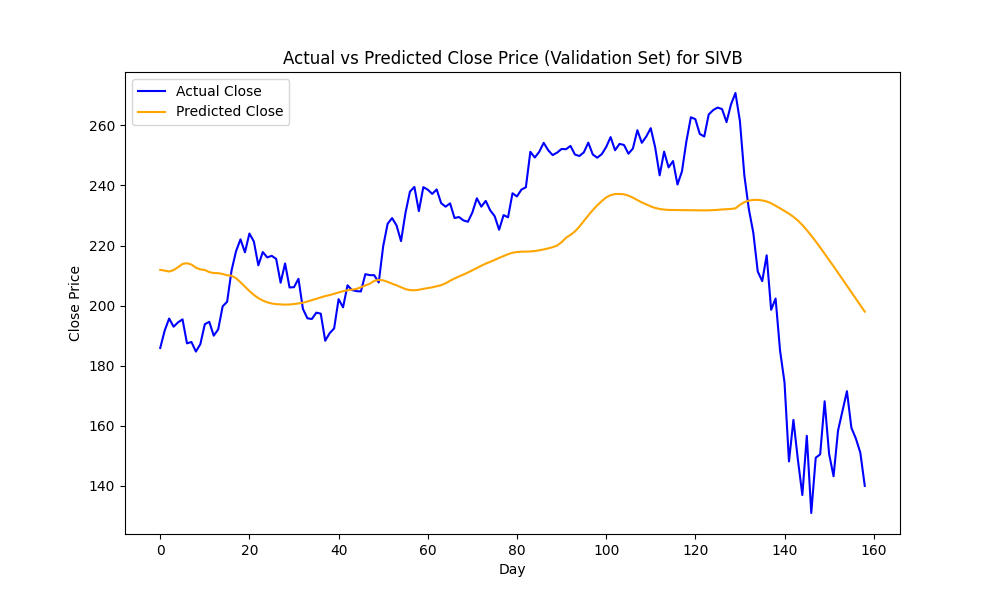 Actual vs Predicted Close Price (Validation Set) for SIVB
Actual Close
Predicted Close
260
240
220
200
180
160
140
Close Price
0 20 40 60 80 100 120 140 160
Day